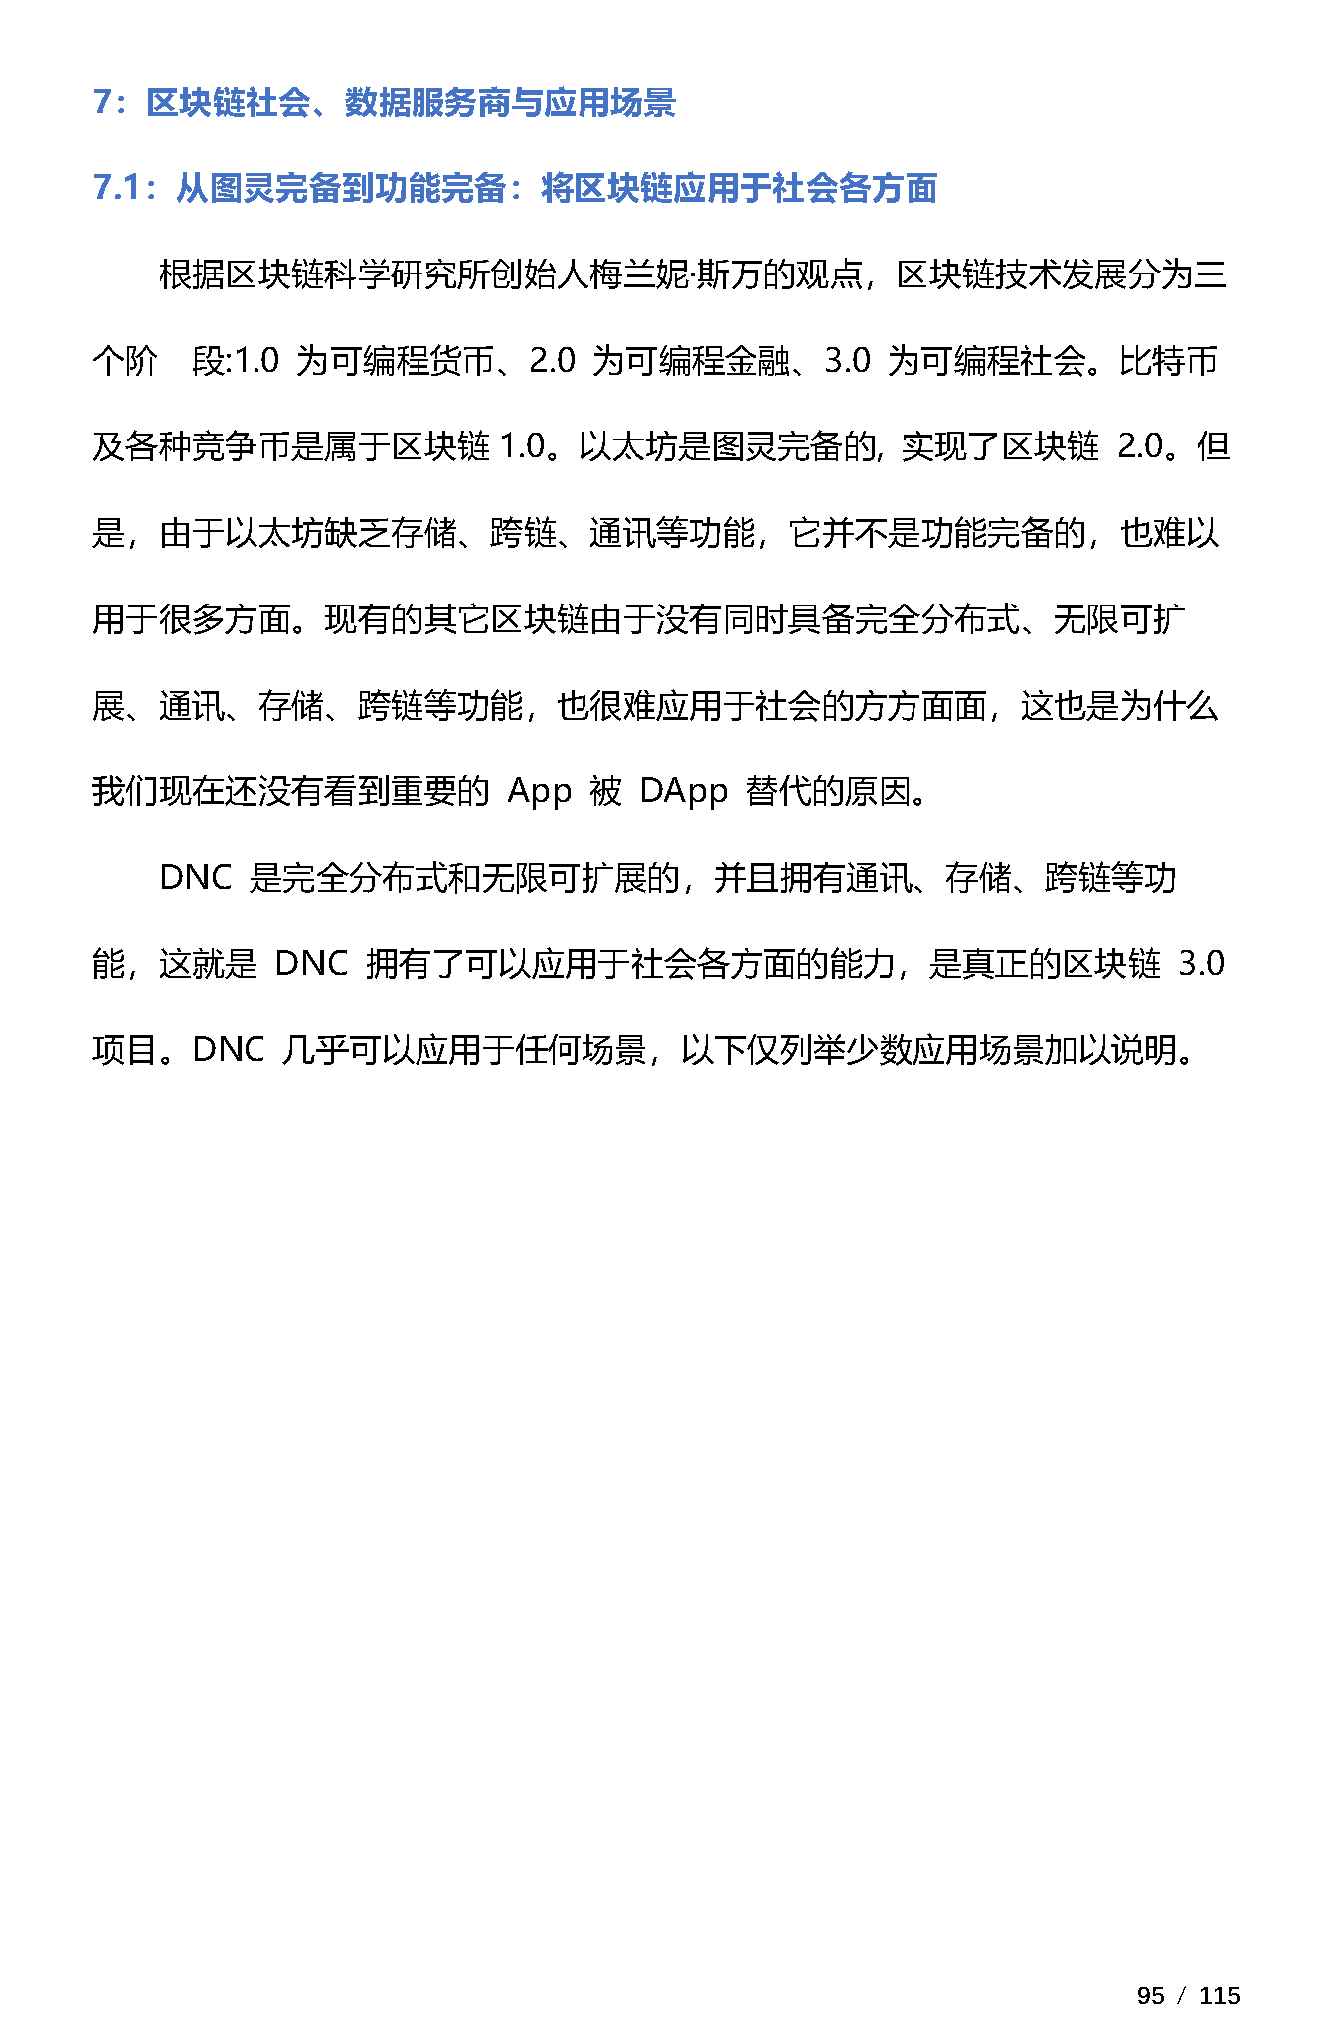 7：区块链社会、数据服务商与应用场景
7.1：从图灵完备到功能完备：将区块链应用于社会各方面
根据区块链科学研究所创始人梅兰妮·斯万的观点，区块链技术发展分为三
个阶 段:1.0 为可编程货币、2.0 为可编程金融、3.0 为可编程社会。比特币
及各种竞争币是属于区块链 1.0。以太坊是图灵完备的, 实现了区块链 2.0。但
是，由于以太坊缺乏存储、跨链、通讯等功能，它并不是功能完备的，也难以
用于很多方面。现有的其它区块链由于没有同时具备完全分布式、无限可扩
展、通讯、存储、跨链等功能，也很难应用于社会的方方面面，这也是为什么
我们现在还没有看到重要的 App 被 DApp 替代的原因。
DNC 是完全分布式和无限可扩展的，并且拥有通讯、存储、跨链等功
能，这就是 DNC 拥有了可以应用于社会各方面的能力，是真正的区块链 3.0
项目。DNC 几乎可以应用于任何场景，以下仅列举少数应用场景加以说明。
95 / 115